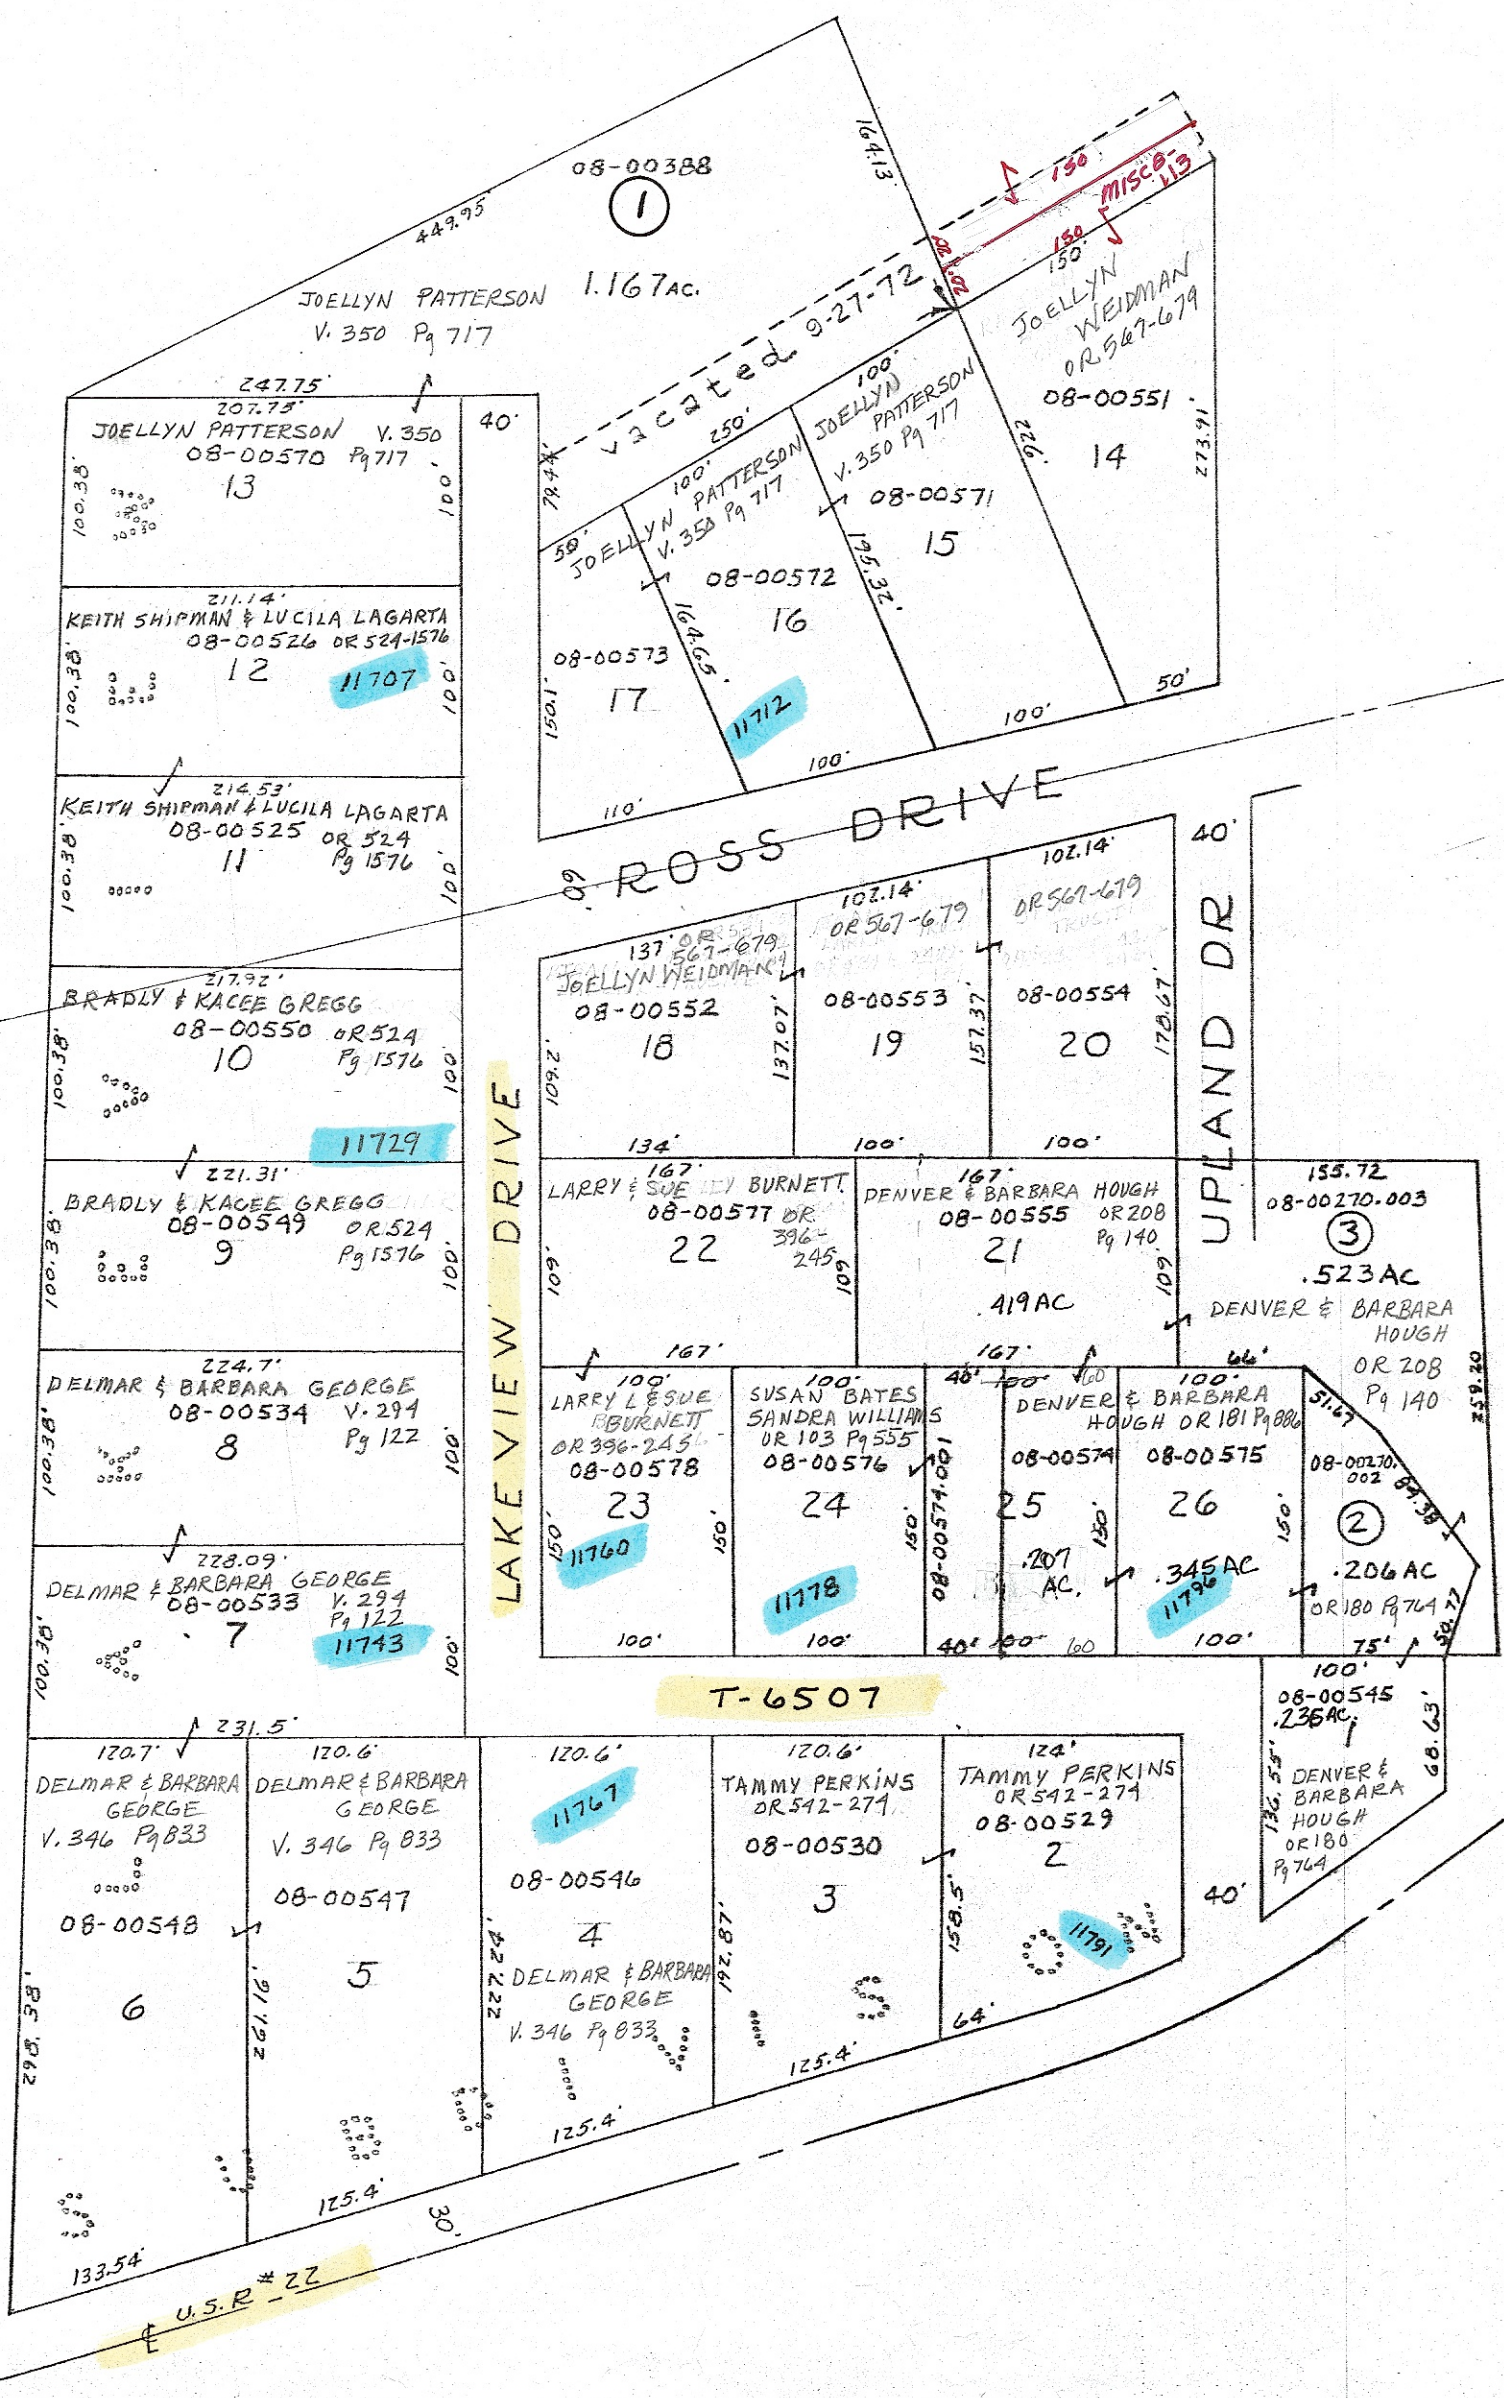 08-00388
1
449.95'
164.13'
1.167 AC.
JOELLYN PATTERSON
V. 350 Pg 717
150
MISC 8-
113
150
20'
20.'
150'
vacated 9-27-72
JOELLYN
WEIDMAN
OR.567-679
08-00551
14
922
273.91'
247.75'
207.75'
JOELLYN PATTERSON V.350
08-00570 Pg 717
13
100.38'
100'
40'
79.44
100'
JOELLYN
PATTERSON
V. 350 Pg 717
08-00571
15
195.32'
250'
100'
JOELLYN PATTERSON
V. 350 Pg 717
08-00572
16
164.65'
50'
08-00573
17
150.1'
11712
50'
100'
100'
110'
211.14'
KEITH SHIPMAN & LUCILA LAGARTA
08-00526 OR 524-1576
12
11707
100.38'
100'
214.53'
KEITH SHIPMAN & LUCILA LAGARTA
08-00525 OR 524
Pg 1576
11
100.38'
100'
60'
ROSS DRIVE
217.92'
BRADLY & KACEE GREGG
08-00550 OR 524
10 Pg 1576
100.38'
100'
11729
137'
OR
567-679
JOELLYN WEIDMAN
08-00552
18
109.2'
137.07'
134'
102.14'
OR 567-679
08-00553
19
157.37'
100'
102.14'
OR 567-679
08-00554
20
178.67'
100'
40'
UPLAND DR
LAKEVIEW DRIVE
221.31'
BRADLY & KACEE GREGG
08-00549 OR 524
9 Pg 1576
100.38'
100'
167'
LARRY & SUE BURNETT
08-00577 OR
396-
245
22
109'
109'
167'
167'
DENVER & BARBARA HOUGH
08-00555 OR 208
Pg 140
21
.419 AC
109'
167'
155.72
08-00270.003
3
.523 AC
DENVER & BARBARA
HOUGH
OR 208
Pg 140
259.20
66'
51.67
224.7'
DELMAR & BARBARA GEORGE
08-00534 V. 294
8 Pg 122
100.38'
100'
100'
LARRY L & SUE
BURNETT
OR 396-245
08-00578
23
150'
150'
11760
100'
100'
SUSAN BATES
SANDRA WILLIAMS
OR 103 Pg 555
08-00576
24
150'
11778
100'
40'
08-00574.001
40'
100'
60
DENVER & BARBARA
HOUGH OR 181 Pg 886
08-00574
25
.207
AC.
150'
100'
60
100'
08-00575
26
.345 AC
11796
150'
100'
08-00270.
002
2
.206 AC
OR 180 Pg 764
50.77
75'
228.09'
DELMAR & BARBARA GEORGE
08-00533 V. 294
7 Pg 122
11743
100.38'
100'
231.5'
T-6507
100'
08-00545
.236 AC.
1
DENVER &
BARBARA
HOUGH
OR 180
Pg 764
136.55'
68.63'
120.7'
DELMAR & BARBARA
GEORGE
V. 346 Pg 833
08-00548
6
298.38'
133.54'
120.6'
DELMAR & BARBARA
GEORGE
V. 346 Pg 833
08-00547
5
125.4'
120.6'
11767
08-00546
4
DELMAR & BARBARA
GEORGE
V. 346 Pg 833
125.4'
120.6'
TAMMY PERKINS
OR 542-274
08-00530
3
192.87'
125.4'
124'
TAMMY PERKINS
OR 542-274
08-00529
2
158.5'
11791
64'
40'
30'
U.S.R #22